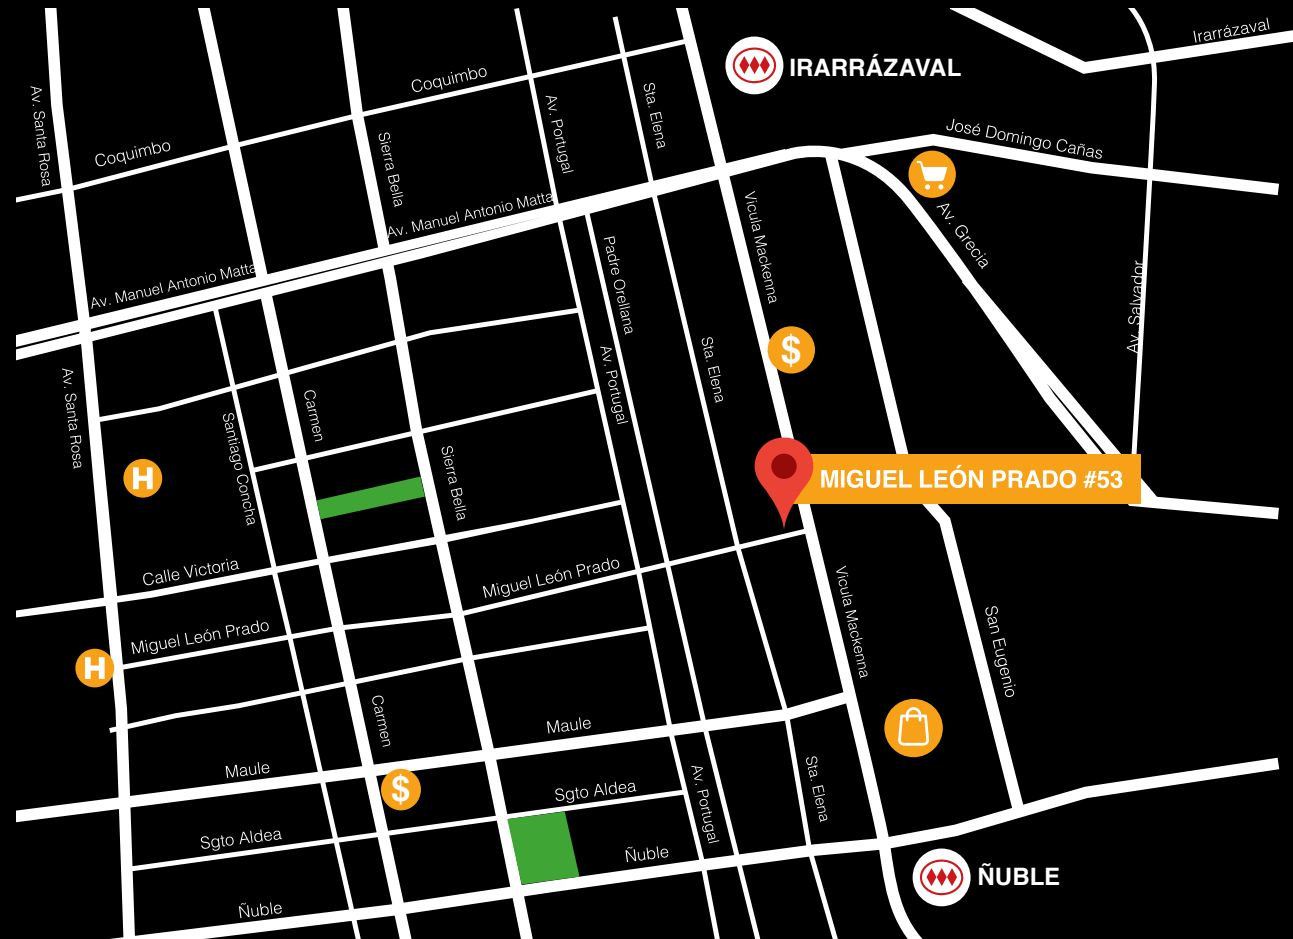 Irarrázaval
IRARRÁZAVAL
Coquimbo
Av. Santa Rosa
Av. Portugal
Sta. Elena
Coquimbo
Sierra Bella
José Domingo Cañas
Av. Manuel Antonio Matta
Vicula Mackenna
Av. Grecia
Av. Manuel Antonio Matta
Padre Orellana
Av. Salvador
$
Av. Santa Rosa
Av. Portugal
Sta. Elena
Carmen
Santiago Concha
Sierra Bella
H
MIGUEL LEÓN PRADO #53
Calle Victoria
Miguel León Prado
Vicula Mackenna
Miguel León Prado
San Eugenio
H
Carmen
Maule
Maule
$
Sgto Aldea
Av. Portugal
Sta. Elena
Sgto Aldea
Ñuble
ÑUBLE
Ñuble